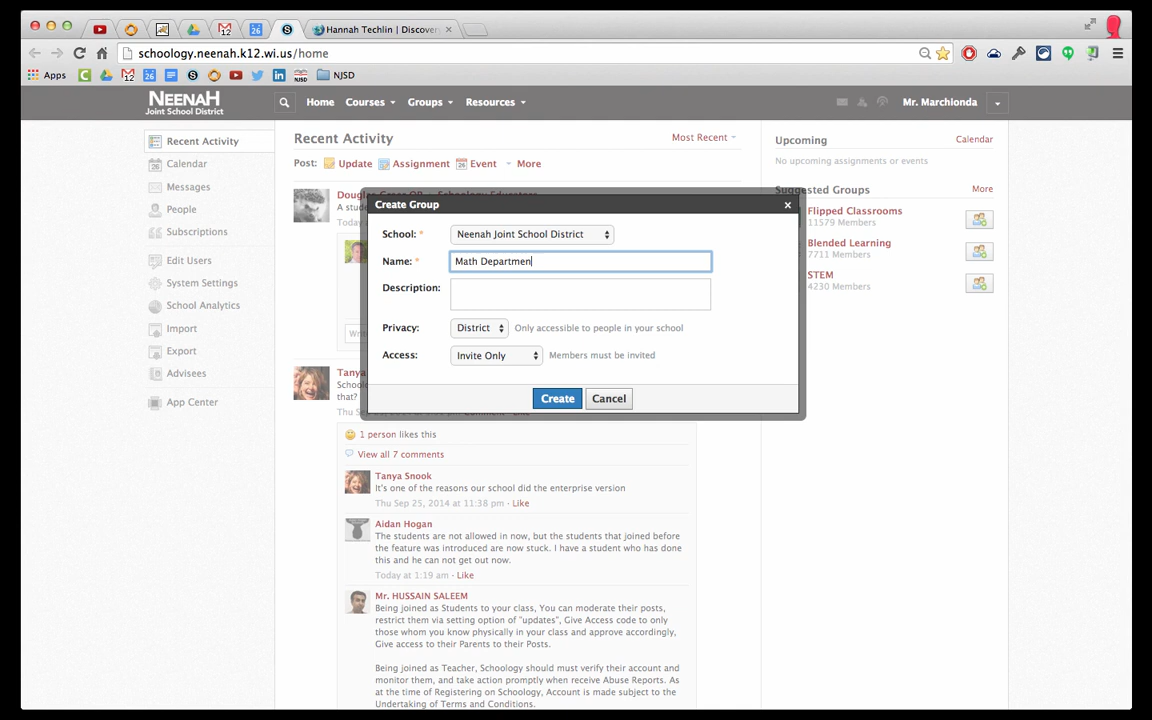 Hannah Techlin | Discover
schoology.neenah.k12.wi.us/home
Apps
NJSD
NEENAH
Joint School District
Home Courses Groups Resources
Mr. Marchionda
Recent Activity
Calendar
Messages
People
Subscriptions
Edit Users
System Settings
School Analytics
Import
Export
Advisees
App Center
Recent Activity
Most Recent
Post: Update Assignment Event More
A stude
Today
Create Group
School: * Neenah Joint School District
Name: * Math Departmen
Description:
Privacy: District Only accessible to people in your school
Access: Invite Only Members must be invited
Create Cancel
Tanya
Schoo
that?
1 person likes this
View all 7 comments
Tanya Snook
It's one of the reasons our school did the enterprise version
Thu Sep 25, 2014 at 11:38 pm · Like
Aidan Hogan
The students are not allowed in now, but the students that joined before
the feature was introduced are now stuck. I have a student who has done
this and he can not get out now.
Today at 1:19 am · Like
Mr. HUSSAIN SALEEM
Being joined as Students to your class, You can moderate their posts,
restrict them via setting option of "updates", Give Access code to only
those whom you know physically in your class and approve accordingly,
Give access to their Parents to their Posts.
Being joined as Teacher, Schoology should must verify their account and
monitor them, and take action promptly when receive Abuse Reports. As
at the time of Registering on Schoology, Account is made subject to the
Undertaking of Terms and Conditions.
Upcoming
Calendar
No upcoming assignments or events
Suggested Groups
More
Flipped Classrooms
11579 Members
Blended Learning
7711 Members
STEM
4230 Members